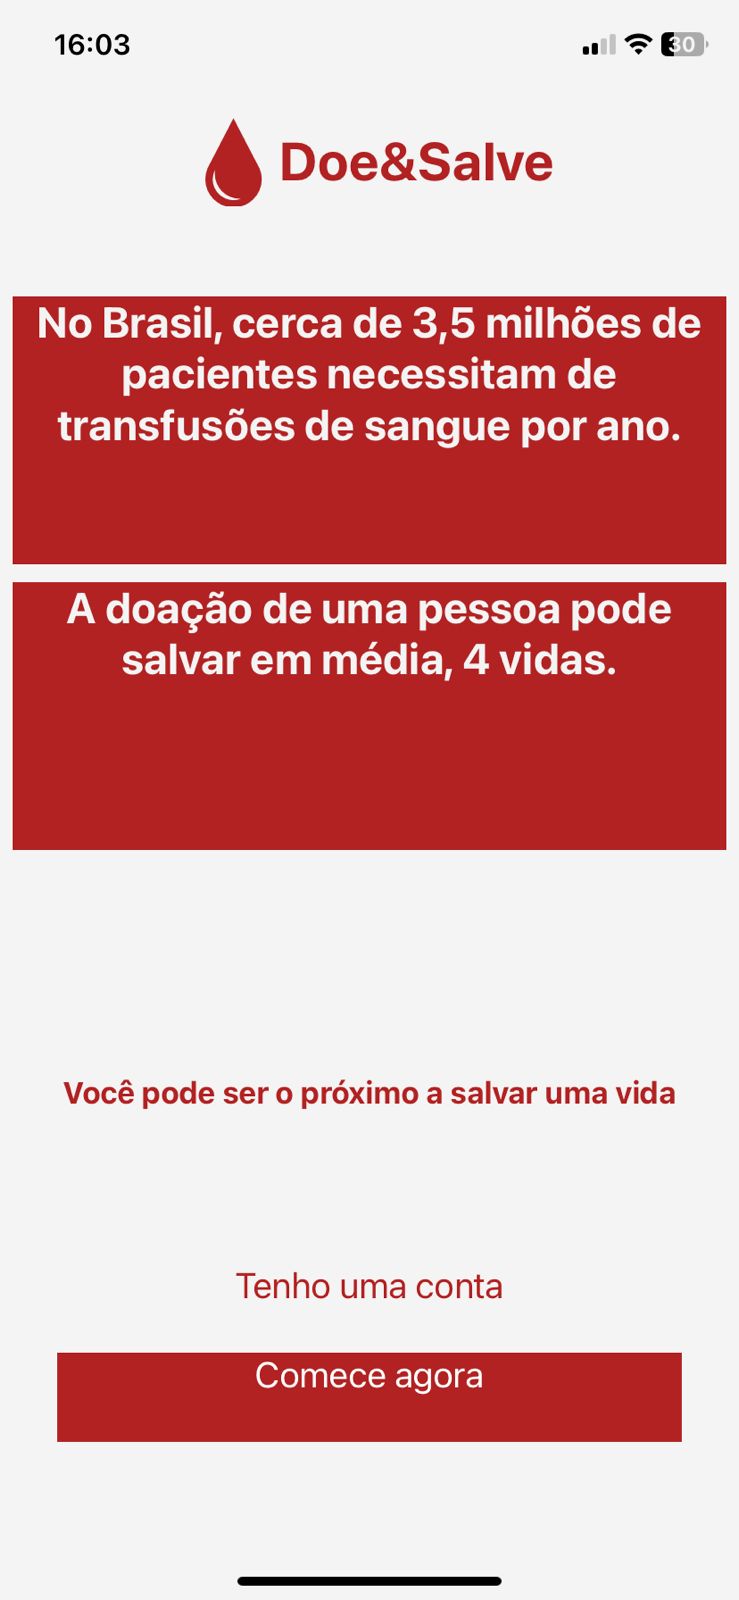 16:03
30
Doe&Salve
No Brasil, cerca de 3,5 milhões de
pacientes necessitam de
transfusões de sangue por ano.
A doação de uma pessoa pode
salvar em média, 4 vidas.
Você pode ser o próximo a salvar uma vida
Tenho uma conta
Comece agora